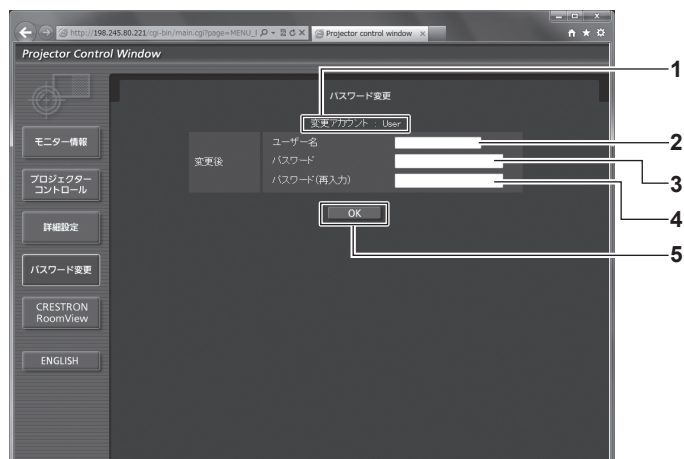 http://198.245.80.221/cgi-bin/main.cgi?page=MENU_I
Projector control window
Projector Control Window
1
パスワード変更
変更アカウント : User
モニター情報
ユーザー名
2
変更後
パスワード
プロジェクター
コントロール
パスワード(再入力)
3
OK
4
詳細設定
5
パスワード変更
CRESTRON
RoomView
ENGLISH